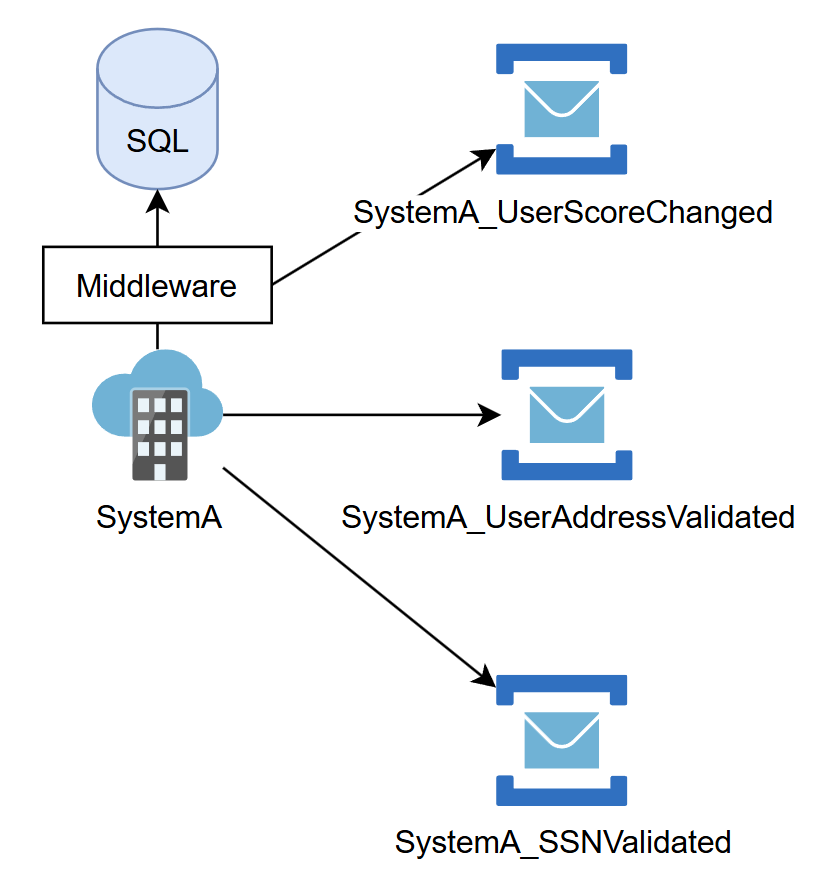 SQL
SystemA_UserScoreChanged
Middleware
SystemA
SystemA_UserAddressValidated
SystemA_SSNValidated